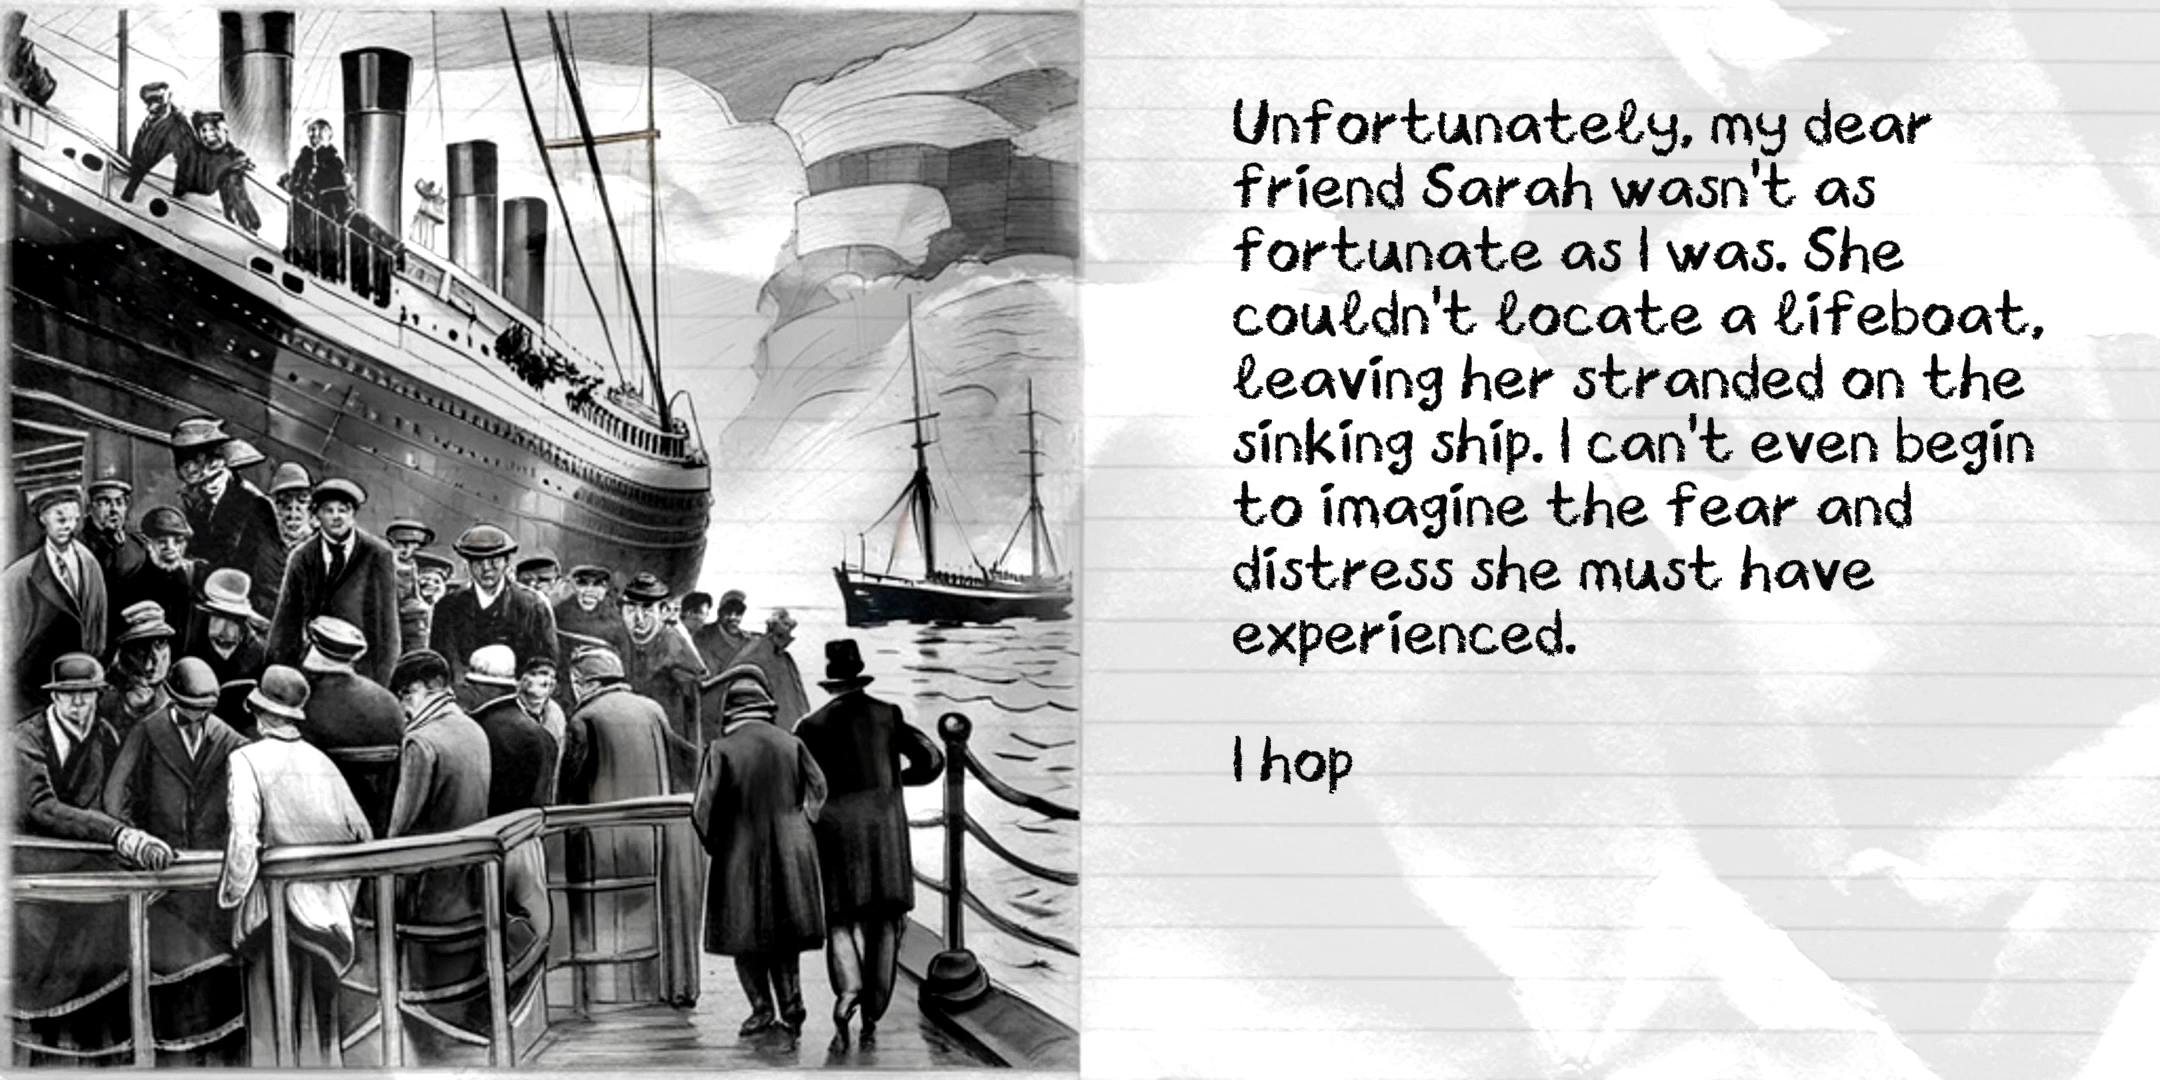 Unfortunately, my dear
friend Sarah wasn't as
fortunate as I was. She
couldn't locate a lifeboat,
leaving her stranded on the
sinking ship. I can't even begin
to imagine the fear and
distress she must have
experienced.
I hop